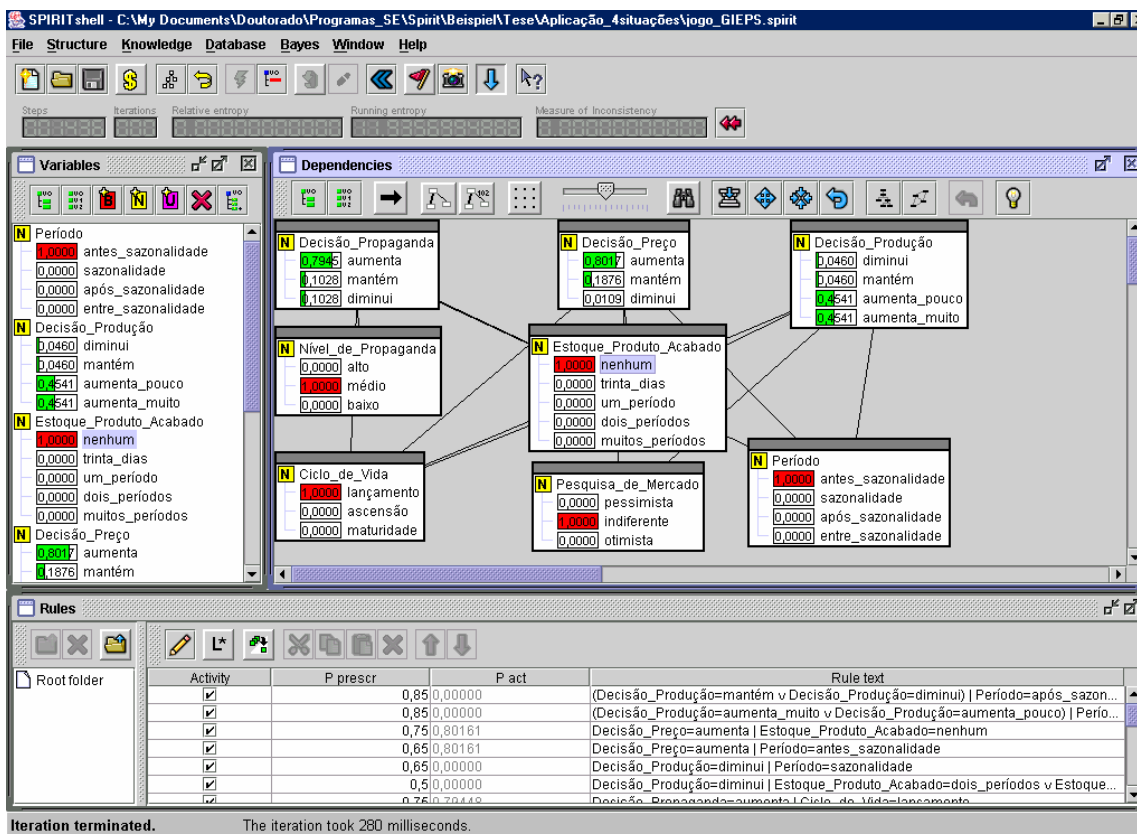 SPIRITshell - C:\My Documents\Doutorado\Programas_SE\Spirit\Beispiel\Tese\Aplicação_4situações\jogo_GIEPS.spirit
File Structure Knowledge Database Bayes Window Help
Steps Iterations Relative entropy Running entropy Measure of Inconsistency
Variables
N Período
1,0000 antes_sazonalidade
0,0000 sazonalidade
0,0000 após_sazonalidade
0,0000 entre_sazonalidade
N Decisão_Produção
0,0460 diminui
0,0460 mantém
0,4541 aumenta_pouco
0,4541 aumenta_muito
N Estoque_Produto_Acabado
1,0000 nenhum
0,0000 trinta_dias
0,0000 um_período
0,0000 dois_períodos
0,0000 muitos_períodos
N Decisão_Preço
0,8017 aumenta
0,1876 mantém
Dependencies
N Decisão_Propaganda
0,7945 aumenta
0,1028 mantém
0,1028 diminui
N Decisão_Preço
0,8017 aumenta
0,1876 mantém
0,0109 diminui
N Decisão_Produção
0,0460 diminui
0,0460 mantém
0,4541 aumenta_pouco
0,4541 aumenta_muito
N Nível_de_Propaganda
0,0000 alto
1,0000 médio
0,0000 baixo
N Estoque_Produto_Acabado
1,0000 nenhum
0,0000 trinta_dias
0,0000 um_período
0,0000 dois_períodos
0,0000 muitos_períodos
N Ciclo_de_Vida
1,0000 lançamento
0,0000 ascensão
0,0000 maturidade
N Pesquisa_de_Mercado
0,0000 pessimista
1,0000 indiferente
0,0000 otimista
N Período
1,0000 antes_sazonalidade
0,0000 sazonalidade
0,0000 após_sazonalidade
0,0000 entre_sazonalidade
Rules
Root folder
Activity P prescr P act Rule text
0,85 0,00000 (Decisão_Produção=mantém v Decisão_Produção=diminui) | Período=após_sazon...
0,85 0,00000 (Decisão_Produção=aumenta_muito v Decisão_Produção=aumenta_pouco) | Perío...
0,75 0,80161 Decisão_Preço=aumenta | Estoque_Produto_Acabado=nenhum
0,65 0,80161 Decisão_Preço=aumenta | Período=antes_sazonalidade
0,65 0,00000 Decisão_Produção=diminui | Período=sazonalidade
0,5 0,00000 Decisão_Produção=diminui | Estoque_Produto_Acabado=dois_períodos v Estoque...
0,75 0,79448 Decisão_Propaganda=aumenta | Ciclo_de_Vida=lançamento
Iteration terminated. The iteration took 280 milliseconds.